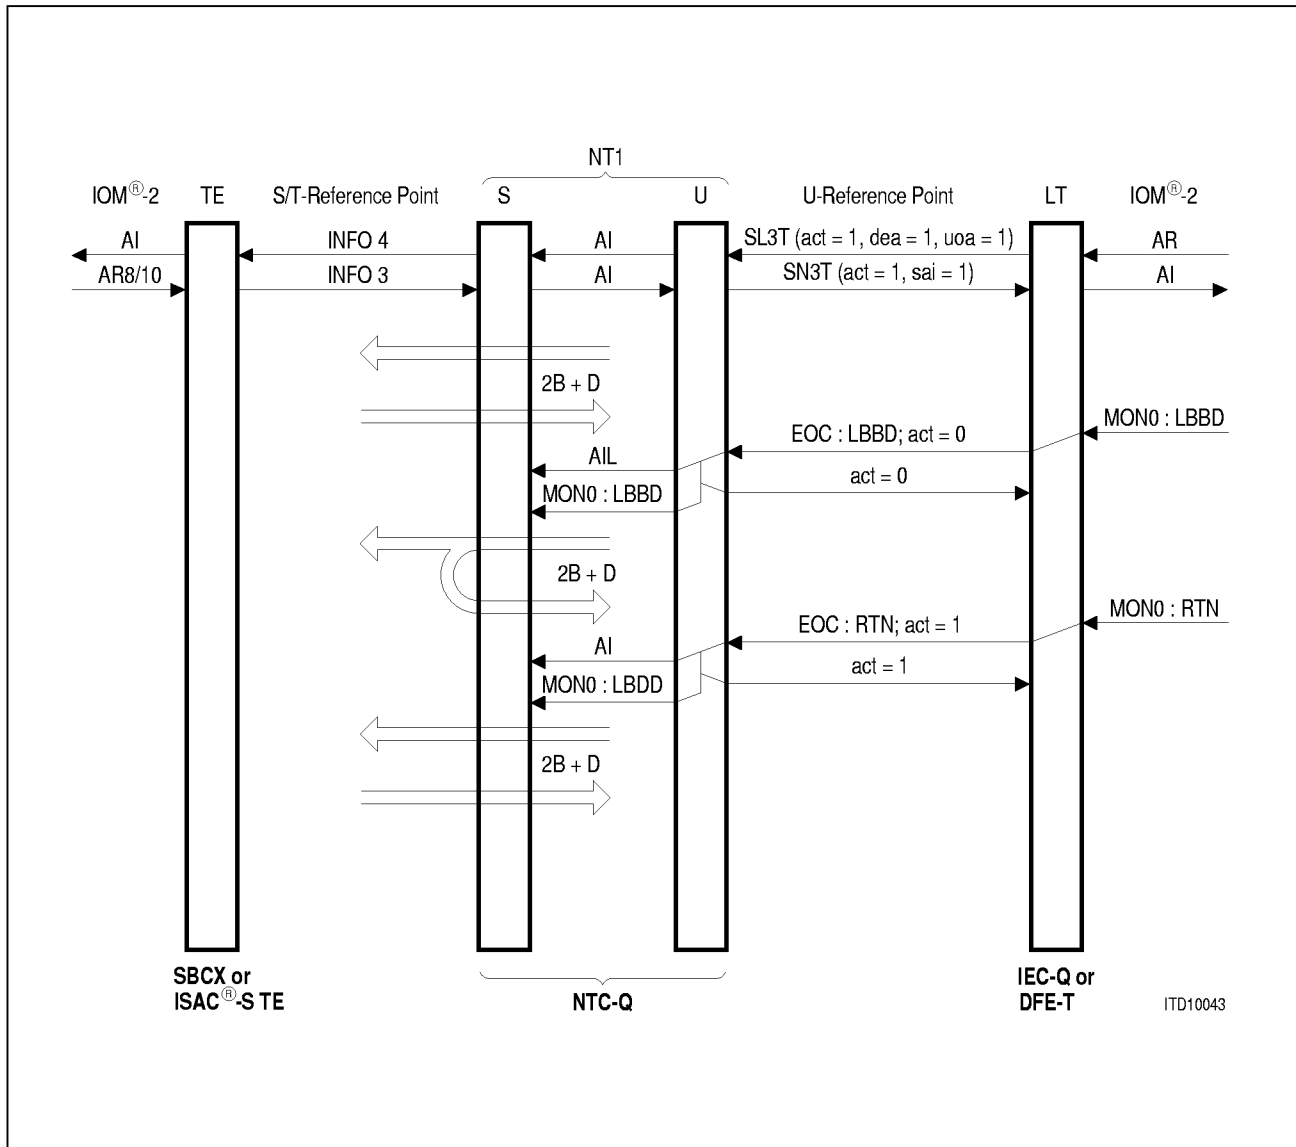 NT1
IOM®-2 TE S/T-Reference Point S U U-Reference Point LT IOM®-2
AI INFO 4 AI SL3T (act = 1, dea = 1, uoa = 1) AR
AR8/10 INFO 3 AI SN3T (act = 1, sai = 1) AI
2B + D
MON0 : LBBD
EOC : LBBD; act = 0
AIL
act = 0
MON0 : LBBD
2B + D
MON0 : RTN
EOC : RTN; act = 1
AI
act = 1
MON0 : LBDD
2B + D
SBCX or
ISAC®-S TE
NTC-Q
IEC-Q or
DFE-T
ITD10043